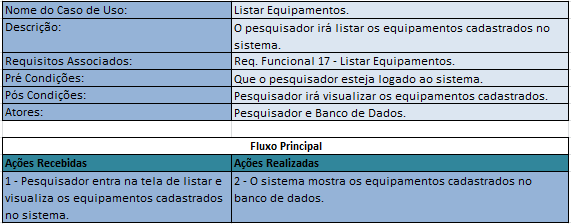 Nome do Caso de Uso: Listar Equipamentos.
Descrição: O pesquisador irá listar os equipamentos cadastrados no
sistema.
Requisitos Associados: Req. Funcional 17 - Listar Equipamentos.
Pré Condições: Que o pesquisador esteja logado ao sistema.
Pós Condições: Pesquisador irá visualizar os equipamentos cadastrados.
Atores: Pesquisador e Banco de Dados.
Fluxo Principal
Ações Recebidas Ações Realizadas
1 - Pesquisador entra na tela de listar e
visualiza os equipamentos cadastrados
no sistema.
2 - O sistema mostra os equipamentos cadastrados no
banco de dados.